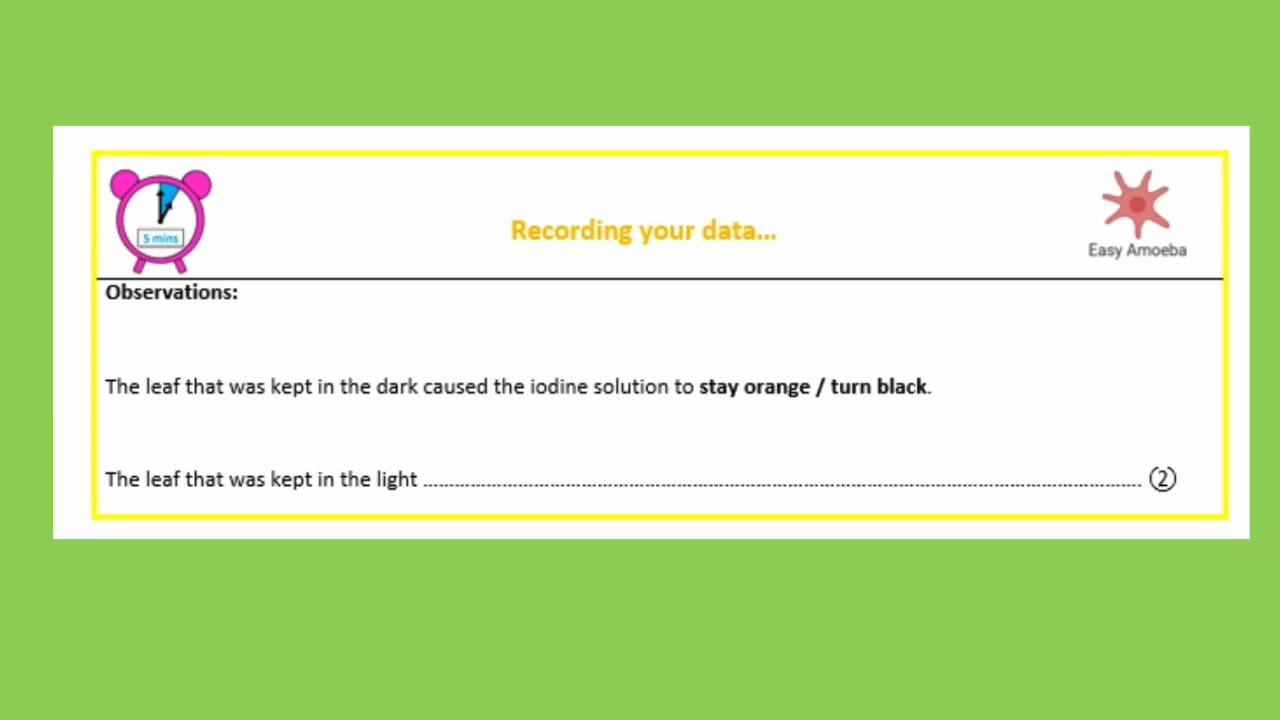 5 mins
Recording your data...
Easy Amoeba
Observations:
The leaf that was kept in the dark caused the iodine solution to stay orange / turn black.
The leaf that was kept in the light ........................................................................................................................ (2)